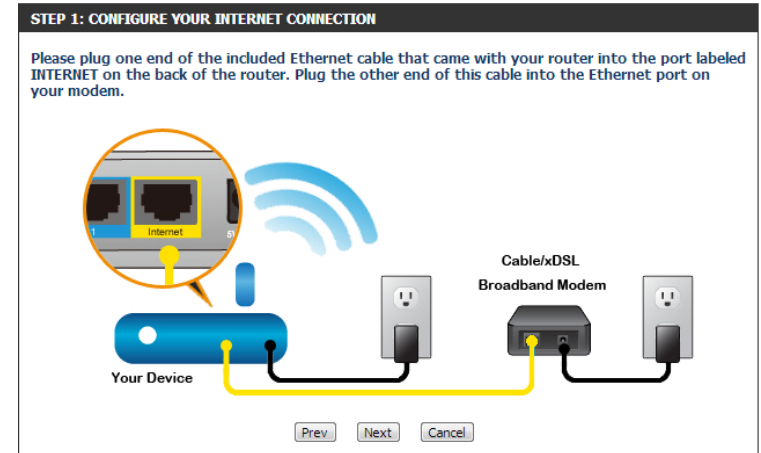 STEP 1: CONFIGURE YOUR INTERNET CONNECTION
Please plug one end of the included Ethernet cable that came with your router into the port labeled
INTERNET on the back of the router. Plug the other end of this cable into the Ethernet port on
your modem.
1
Internet
5V
Cable/xDSL
Broadband Modem
Your Device
Prev
Next
Cancel